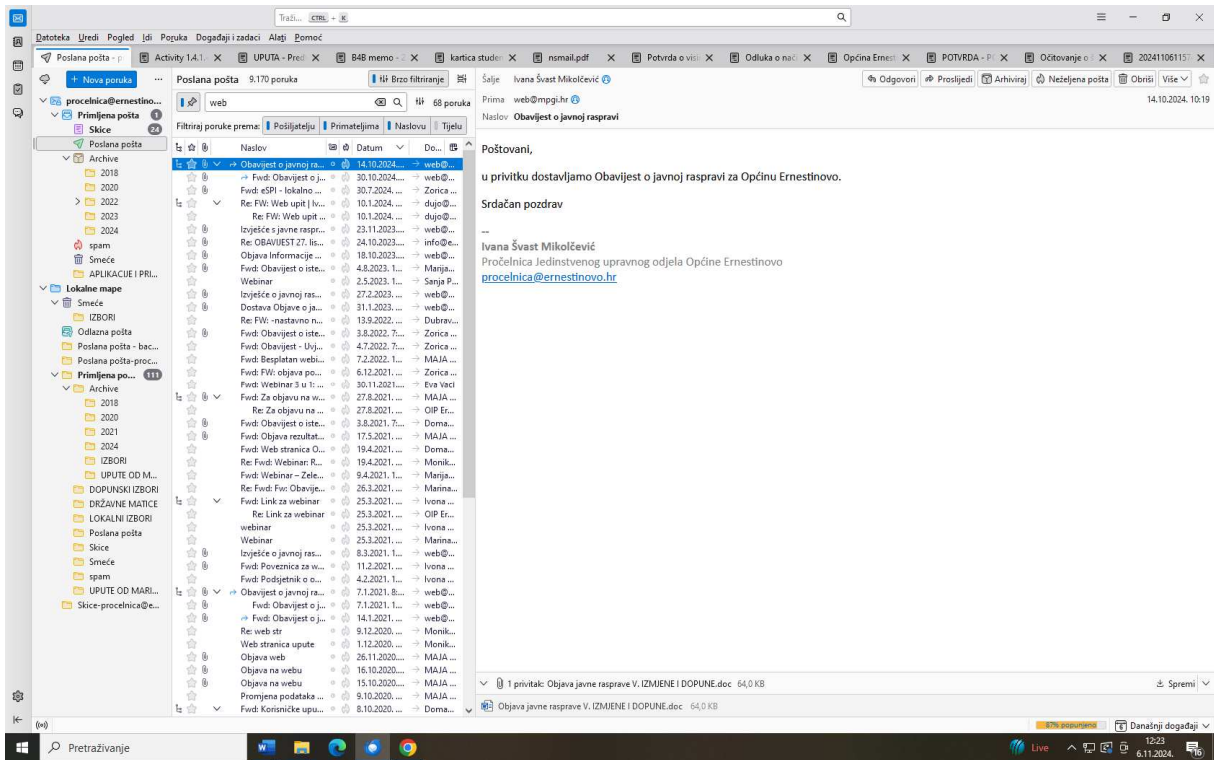 Traži... CTRL + K
Datoteka Uredi Pogled Idi Poruka Događaji i zadaci Alati Pomoć
Poslana pošta - p
Activity 1.4.1.
UPUTA - Pred
B4B memo - 2
kartica studen
nsmail.pdf
Potvrda o visi
Odluka o nač
Općina Ernest
POTVRDA - P
Očitovanje o
202411061157
+ Nova poruka ...
procelnica@ernestino...
Primljena pošta 1
Skice 24
Poslana pošta
Archive
2018
2020
2022
2023
2024
spam
Smeće
APLIKACIJE I PRI...
Lokalne mape
Smeće
IZBORI
Odlazna pošta
Poslana pošta - bac...
Poslana pošta-proc...
Primljena po... 111
Archive
2018
2020
2021
2024
IZBORI
UPUTE OD M...
DOPUNSKI IZBORI
DRŽAVNE MATICE
LOKALNI IZBORI
Poslana pošta
Skice
Smeće
spam
UPUTE OD MARI...
Skice-procelnica@e...
Poslana pošta 9.170 poruka Brzo filtriranje
web 68 poruka
Filtriraj poruke prema: Pošiljatelju Primateljima Naslovu Tijelu
Naslov Datum Do...
Obavijest o javnoj ra... 14.10.2024.... web@...
Fwd: Obavijest o j... 30.10.2024.... web@...
Fwd: eSPI - lokalno ... 30.7.2024. ... Zorica ...
Re: FW: Web upit | Iv... 10.1.2024. ... dujo@...
Re: FW: Web upit ... 10.1.2024. ... dujo@...
Izvješće s javne raspr... 23.11.2023.... web@...
Re: OBAVIJEST 27. lis... 24.10.2023.... info@e...
Objava Informacije ... 18.10.2023.... web@...
Fwd: Obavijest o iste... 4.8.2023. 1... Marija...
Webinar 2.5.2023. 1... Sanja P...
Izvješće o javnoj ras... 27.2.2023. ... web@...
Dostava Objave o ja... 31.1.2023. ... web@...
Re: FW: -nastavno n... 13.9.2022. ... Dubrav...
Fwd: Obavijest o iste... 3.8.2022. 7:... Zorica ...
Fwd: Obavijest - Uvj... 4.7.2022. 7:... Zorica ...
Fwd: Besplatan webi... 7.2.2022. 1... MAJA ...
Fwd: FW: objava po... 6.12.2021. ... Zorica ...
Fwd: Webinar 3 u 1: ... 30.11.2021.... Eva Vaci
Fwd: Za objavu na w... 27.8.2021. ... MAJA ...
Re: Za objavu na ... 27.8.2021. ... OIP Er...
Fwd: Obavijest o iste... 3.8.2021. 7:... Doma...
Fwd: Objava rezultat... 17.5.2021. ... MAJA ...
Fwd: Web stranica O... 19.4.2021. ... Doma...
Re: Fwd: Webinar: R... 19.4.2021. ... Monik...
Fwd: Webinar – Zele... 9.4.2021. 1... Marija...
Re: Fwd: Fw: Obavije... 26.3.2021. ... Marina...
Fwd: Link za webinar 25.3.2021. ... Ivona ...
Re: Link za webinar 25.3.2021. ... OIP Er...
webinar 25.3.2021. ... Ivona ...
Webinar 25.3.2021. ... Marina...
Izvješće o javnoj ras... 8.3.2021. 1... web@...
Fwd: Poveznica za w... 11.2.2021. ... Ivona ...
Fwd: Podsjetnik o o... 4.2.2021. 1... Ivona ...
Obavijest o javnoj ra... 7.1.2021. 8:... web@...
Fwd: Obavijest o j... 7.1.2021. 1... web@...
Fwd: Obavijest o j... 14.1.2021. ... web@...
Re: web str 9.12.2020. ... Monik...
Web stranica upute 1.12.2020. ... Monik...
Objava web 26.11.2020.... MAJA ...
Objava na webu 16.10.2020.... MAJA ...
Objava na webu 15.10.2020.... MAJA ...
Promjena podataka ... 9.10.2020. ... MAJA ...
Fwd: Korisničke upu... 8.10.2020. ... Doma...
Šalje Ivana Švast Mikolčević
Odgovori Proslijedi Arhiviraj Neželjena pošta Obriši Više
Prima web@mpgi.hr 14.10.2024. 10:19
Naslov Obavijest o javnoj raspravi
Poštovani,
u privitku dostavljamo Obavijest o javnoj raspravi za Općinu Ernestinovo.
Srdačan pozdrav
--
Ivana Švast Mikolčević
Pročelnica Jedinstvenog upravnog odjela Općine Ernestinovo
procelnica@ernestinovo.hr
1 privitak: Objava javne rasprave V. IZMJENE I DOPUNE.doc 64,0 KB Spremi
Objava javne rasprave V. IZMJENE I DOPUNE.doc 64,0 KB
87% popunjeno Današnji događaji
Pretraživanje
Live
12:23
6.11.2024.